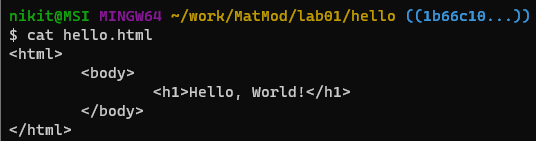 nikit@MSI MINGW64 ~/work/MatMod/lab01/hello ((1b66c10...))
$ cat hello.html
<html>
        <body>
                <h1>Hello, World!</h1>
        </body>
</html>